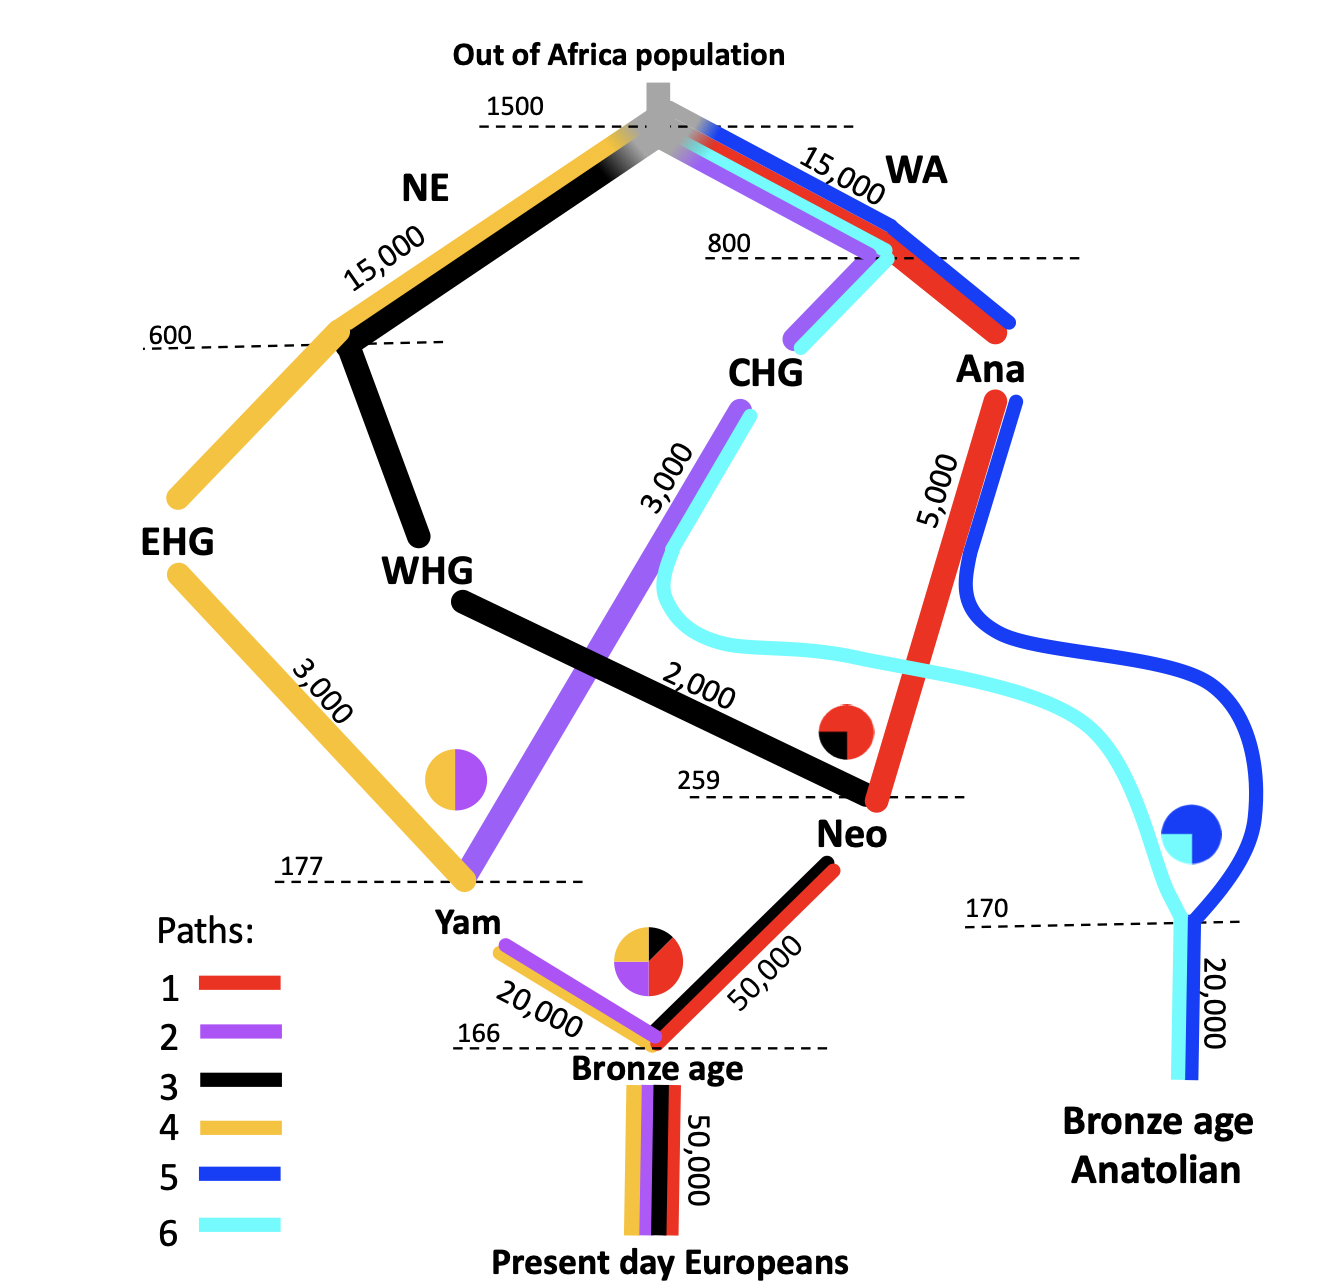 Out of Africa population
1500
NE
15,000
WA
15,000
800
600
CHG
Ana
EHG
WHG
3,000
5,000
3,000
2,000
259
Neo
177
Yam
170
Paths:
1
2
3
4
5
6
20,000
50,000
166
Bronze age
20,000
50,000
Bronze age
Anatolian
Present day Europeans